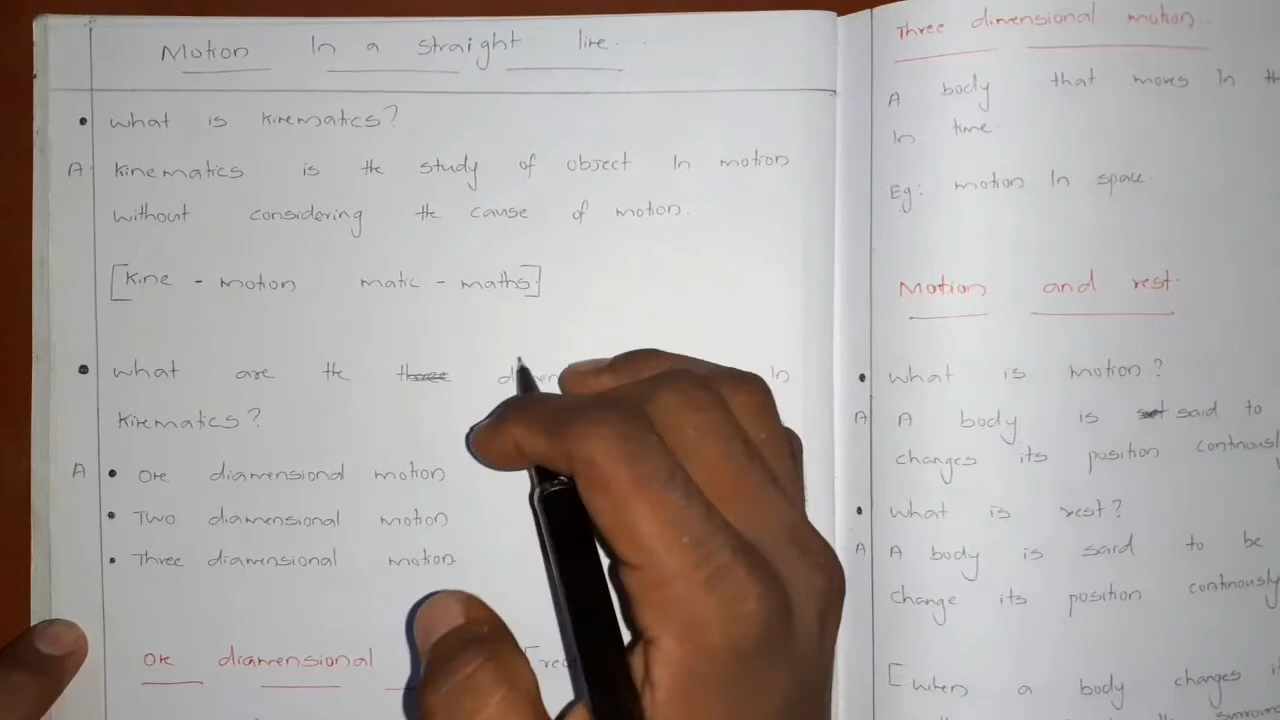 Motion In a straight line.
• What is kinematics?
A Kinematics is the study of object In motion
without considering the cause of motion.
[Kine - motion matic - maths.]
• What are the three In
kinematics?
A • One diamensional motion
• Two diamensional motion
• Three diamensional motion
One diamensional
Three dimensional motion
A body that moves In
In time.
Eg: motion In space.
Motion and rest.
• What is motion?
A A body is said to
changes its position continously
• What is rest?
A A body is said to be
change its position continously
[When a body changes